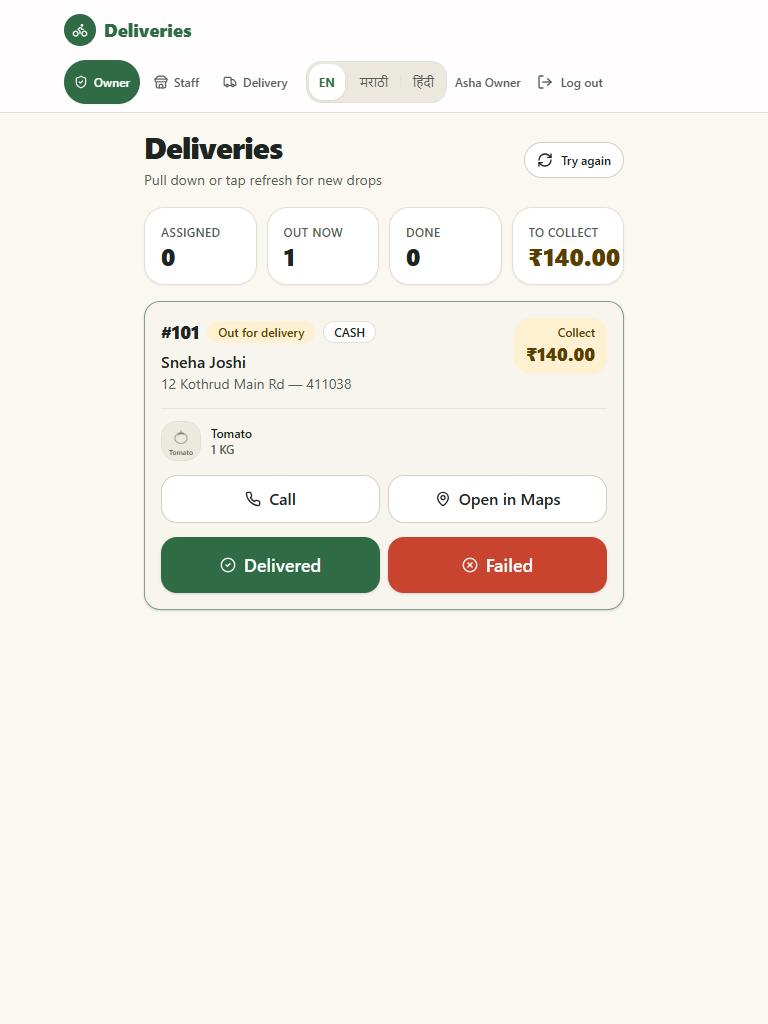 Deliveries
Owner Staff Delivery EN मराठी हिंदी Asha Owner Log out
Deliveries
Pull down or tap refresh for new drops
Try again
ASSIGNED
0
OUT NOW
1
DONE
0
TO COLLECT
₹140.00
#101 Out for delivery CASH
Sneha Joshi
12 Kothrud Main Rd — 411038
Collect
₹140.00
Tomato
Tomato
1 KG
Call
Open in Maps
Delivered
Failed